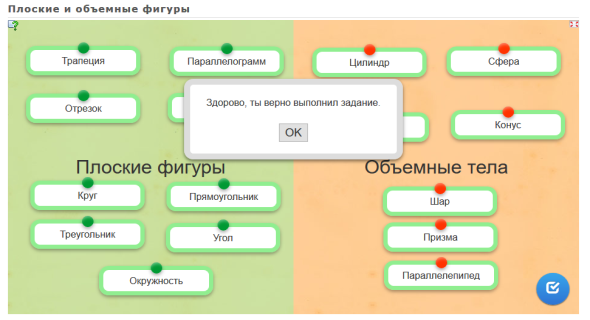 Плоские и объемные фигуры
Трапеция
Параллелограмм
Цилиндр
Сфера
Здорово, ты верно выполнил задание.
OK
Отрезок
Конус
Плоские фигуры
Объемные тела
Круг
Прямоугольник
Шар
Треугольник
Угол
Призма
Окружность
Параллелепипед